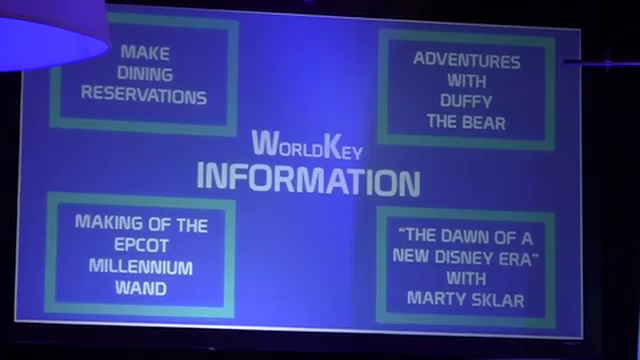 MAKE
DINING
RESERVATIONS
ADVENTURES
WITH
DUFFY
THE BEAR
WORLDKEY
INFORMATION
MAKING OF THE
EPCOT
MILLENNIUM
WAND
“THE DAWN OF A
NEW DISNEY ERA”
WITH
MARTY SKLAR